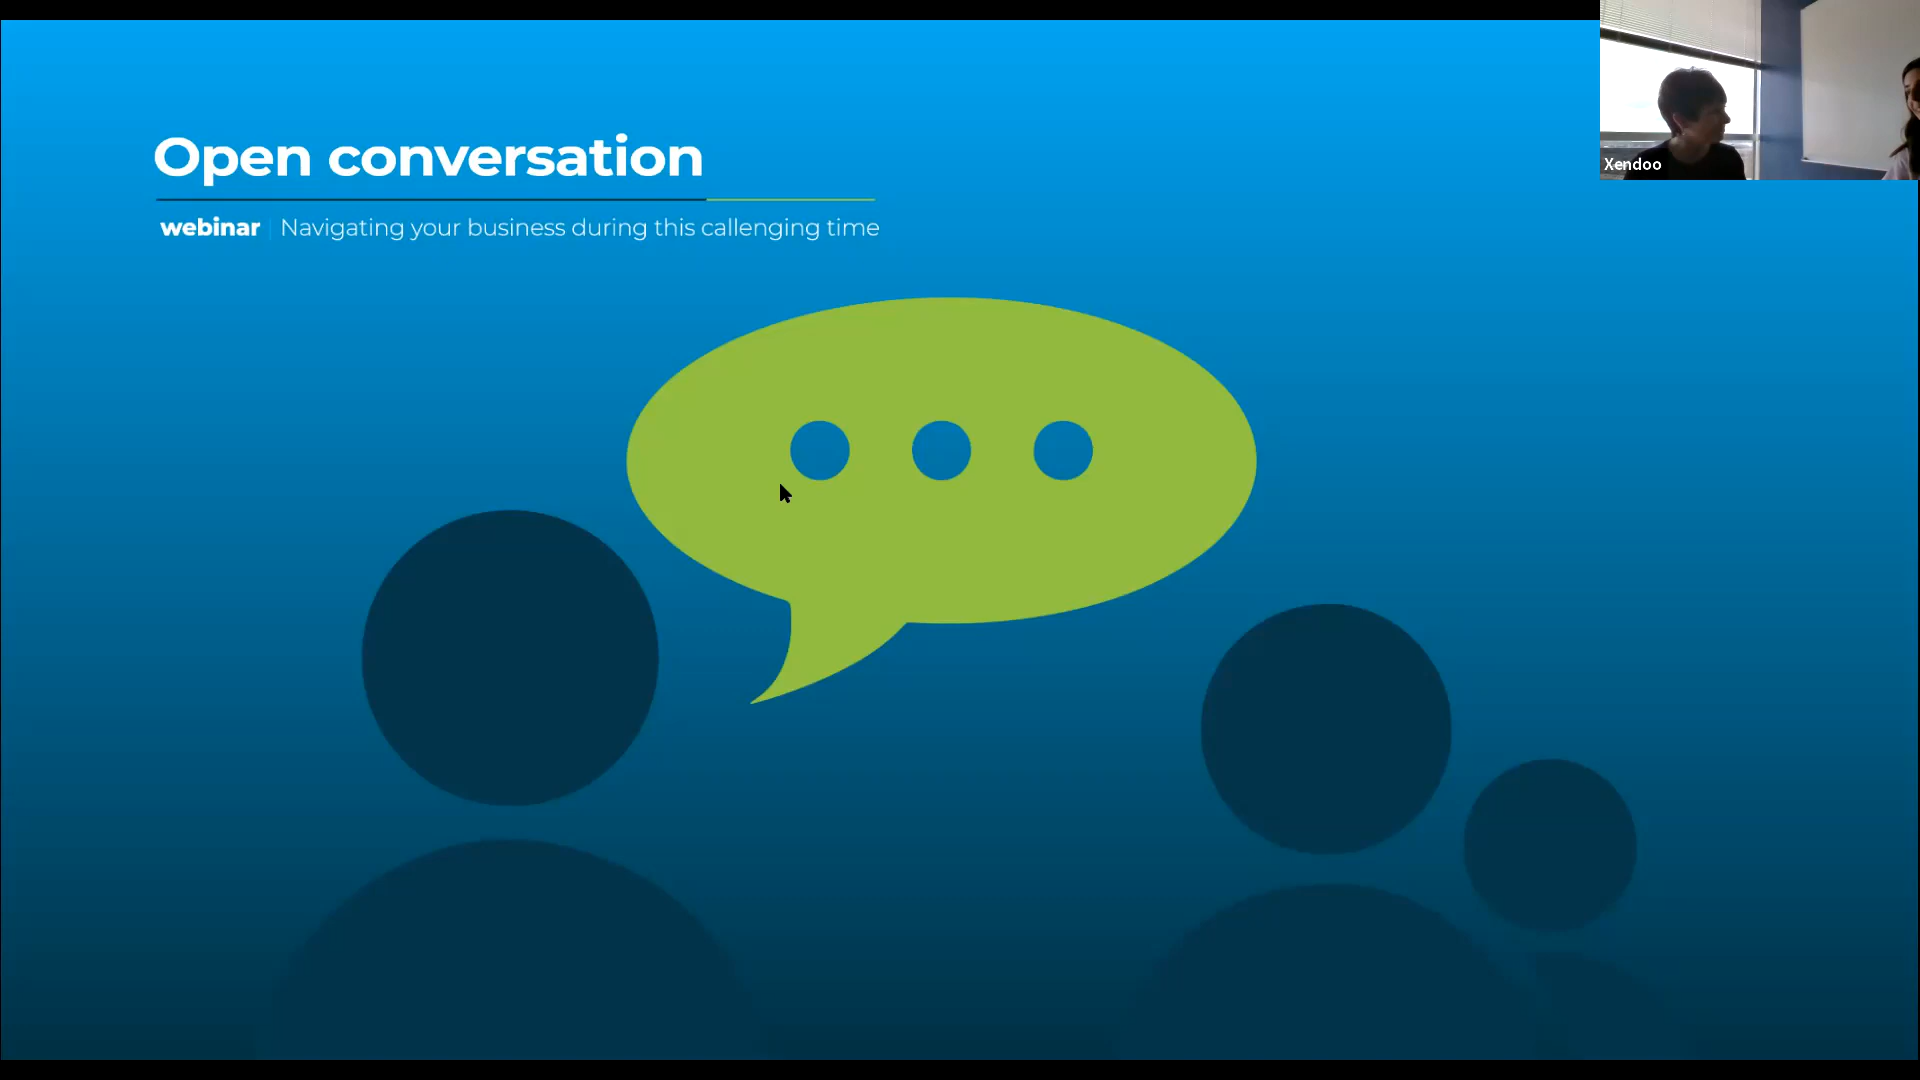 Open conversation
webinar | Navigating your business during this callenging time
Xendoo